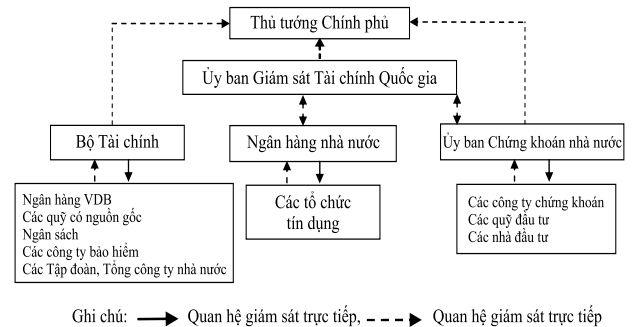 Thủ tướng Chính phủ
Ủy ban Giám sát Tài chính Quốc gia
Bộ Tài chính
Ngân hàng nhà nước
Ủy ban Chứng khoán nhà nước
Ngân hàng VDB
Các quỹ có nguồn gốc
Ngân sách
Các công ty bảo hiểm
Các Tập đoàn, Tổng công ty nhà nước
Các tổ chức
tín dụng
Các công ty chứng khoán
Các quỹ đầu tư
Các nhà đầu tư
Ghi chú: Quan hệ giám sát trực tiếp, Quan hệ giám sát trực tiếp